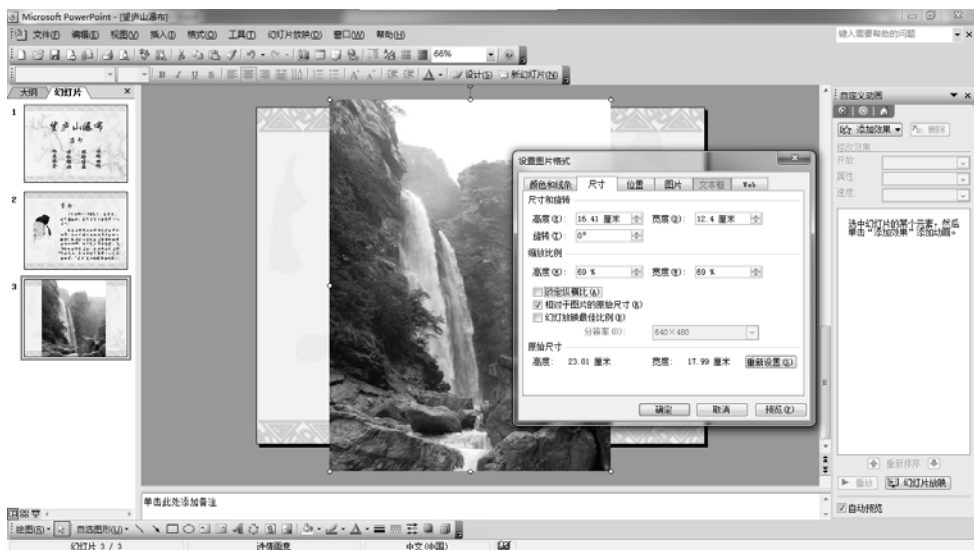 Microsoft PowerPoint - [望庐山瀑布]
文件(F) 编辑(E) 视图(V) 插入(I) 格式(O) 工具(T) 幻灯片放映(D) 窗口(W) 帮助(H)
键入需要帮助的问题
66%
B I U S
设计(S) 新幻灯片(N)
大纲 幻灯片
1
望庐山瀑布
2
3
设置图片格式
颜色和线条 尺寸 位置 图片 文本框 Web
尺寸和旋转
高度(E): 16.41 厘米 宽度(D): 12.4 厘米
旋转(T): 0°
缩放比例
高度(H): 69 % 宽度(W): 69 %
锁定纵横比(A)
相对于图片的原始尺寸(R)
幻灯放映最佳比例(B)
分辨率(O): 640×480
原始尺寸
高度: 23.81 厘米 宽度: 17.99 厘米 重新设置(S)
确定 取消 预览(P)
自定义动画
添加效果 删除
修改效果
开始:
属性:
速度:
选中幻灯片的某个元素,然后
单击“添加效果”添加动画。
重新排序
播放 幻灯片放映
自动预览
单击此处添加备注
绘图(R) 自选图形(U)
幻灯片 3 / 3 诗情画意 中文(中国)